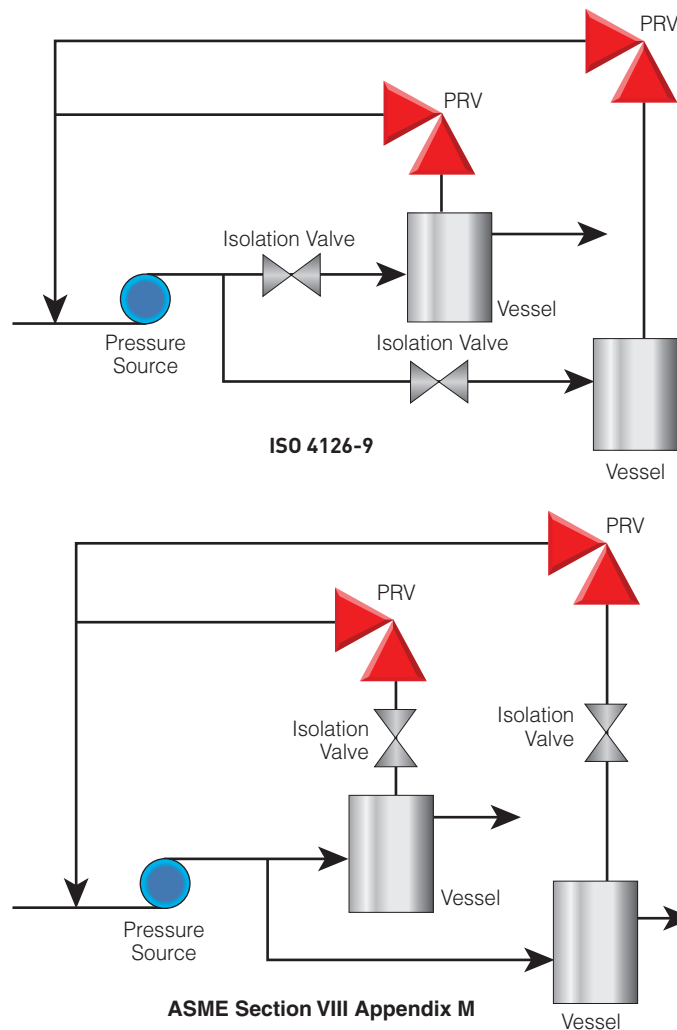 PRV
PRV
Isolation Valve
Vessel
Pressure
Source
Isolation Valve
ISO 4126-9
Vessel
PRV
PRV
Isolation
Valve
Isolation
Valve
Vessel
Pressure
Source
ASME Section VIII Appendix M
Vessel